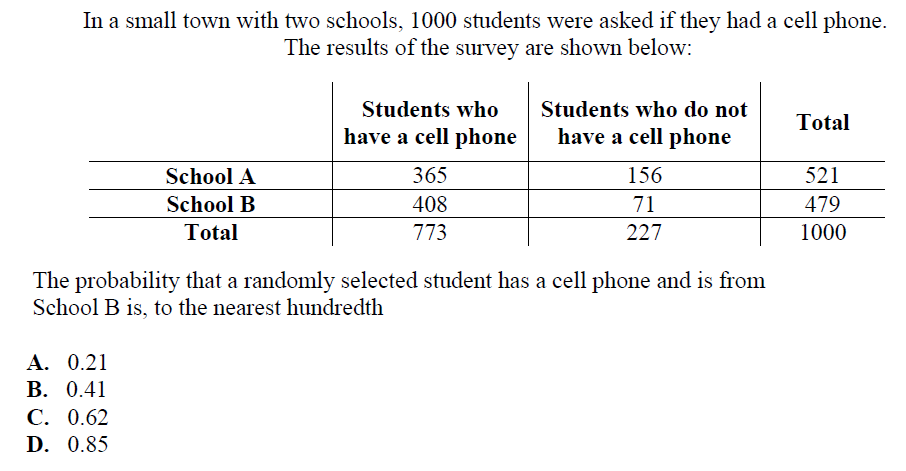 In a small town with two schools, 1000 students were asked if they had a cell phone.
The results of the survey are shown below:
Students who have a cell phone Students who do not have a cell phone Total
School A 365 156 521
School B 408 71 479
Total 773 227 1000
The probability that a randomly selected student has a cell phone and is from
School B is, to the nearest hundredth
A. 0.21
B. 0.41
C. 0.62
D. 0.85